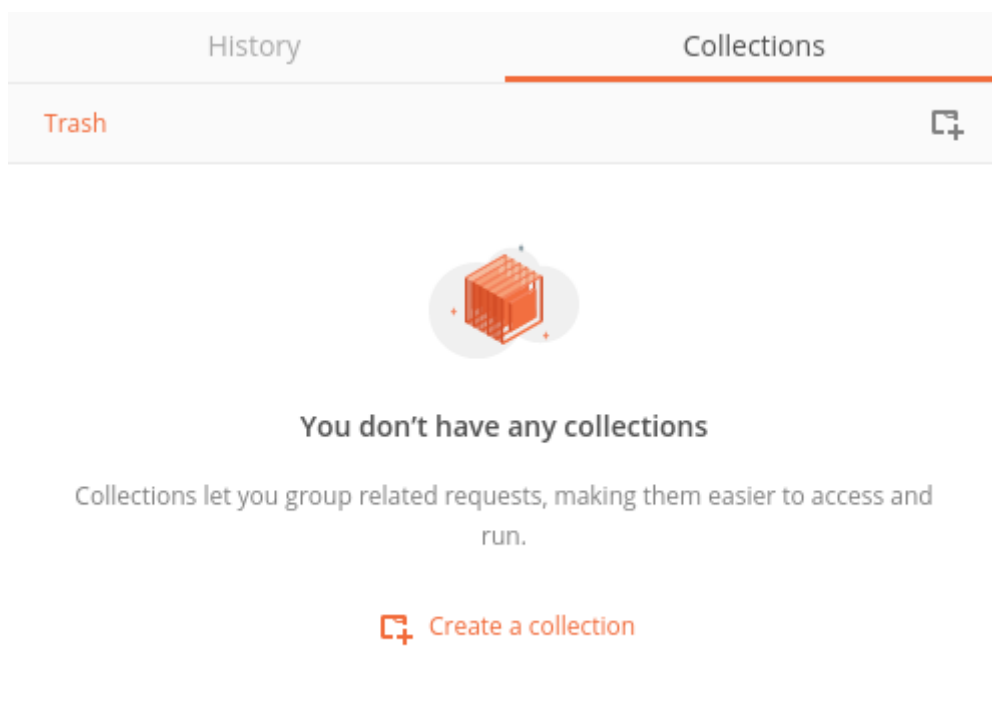 History
Collections
Trash
You don’t have any collections
Collections let you group related requests, making them easier to access and
run.
Create a collection